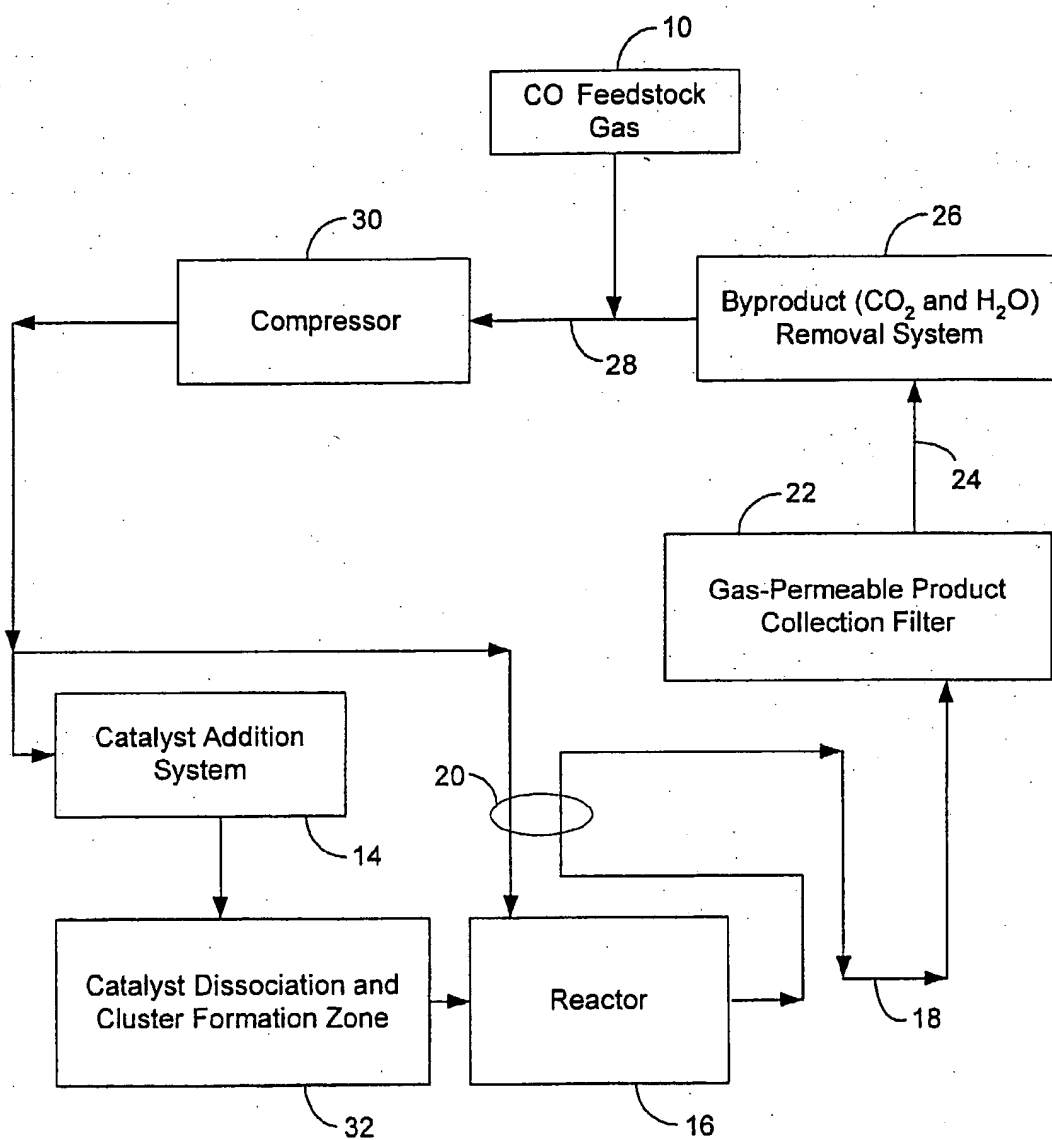 10
CO Feedstock
Gas
30
26
Compressor
Byproduct (CO₂ and H₂O)
Removal System
28
24
22
Gas-Permeable Product
Collection Filter
Catalyst Addition
System
20
14
Catalyst Dissociation and
Cluster Formation Zone
Reactor
18
32
16